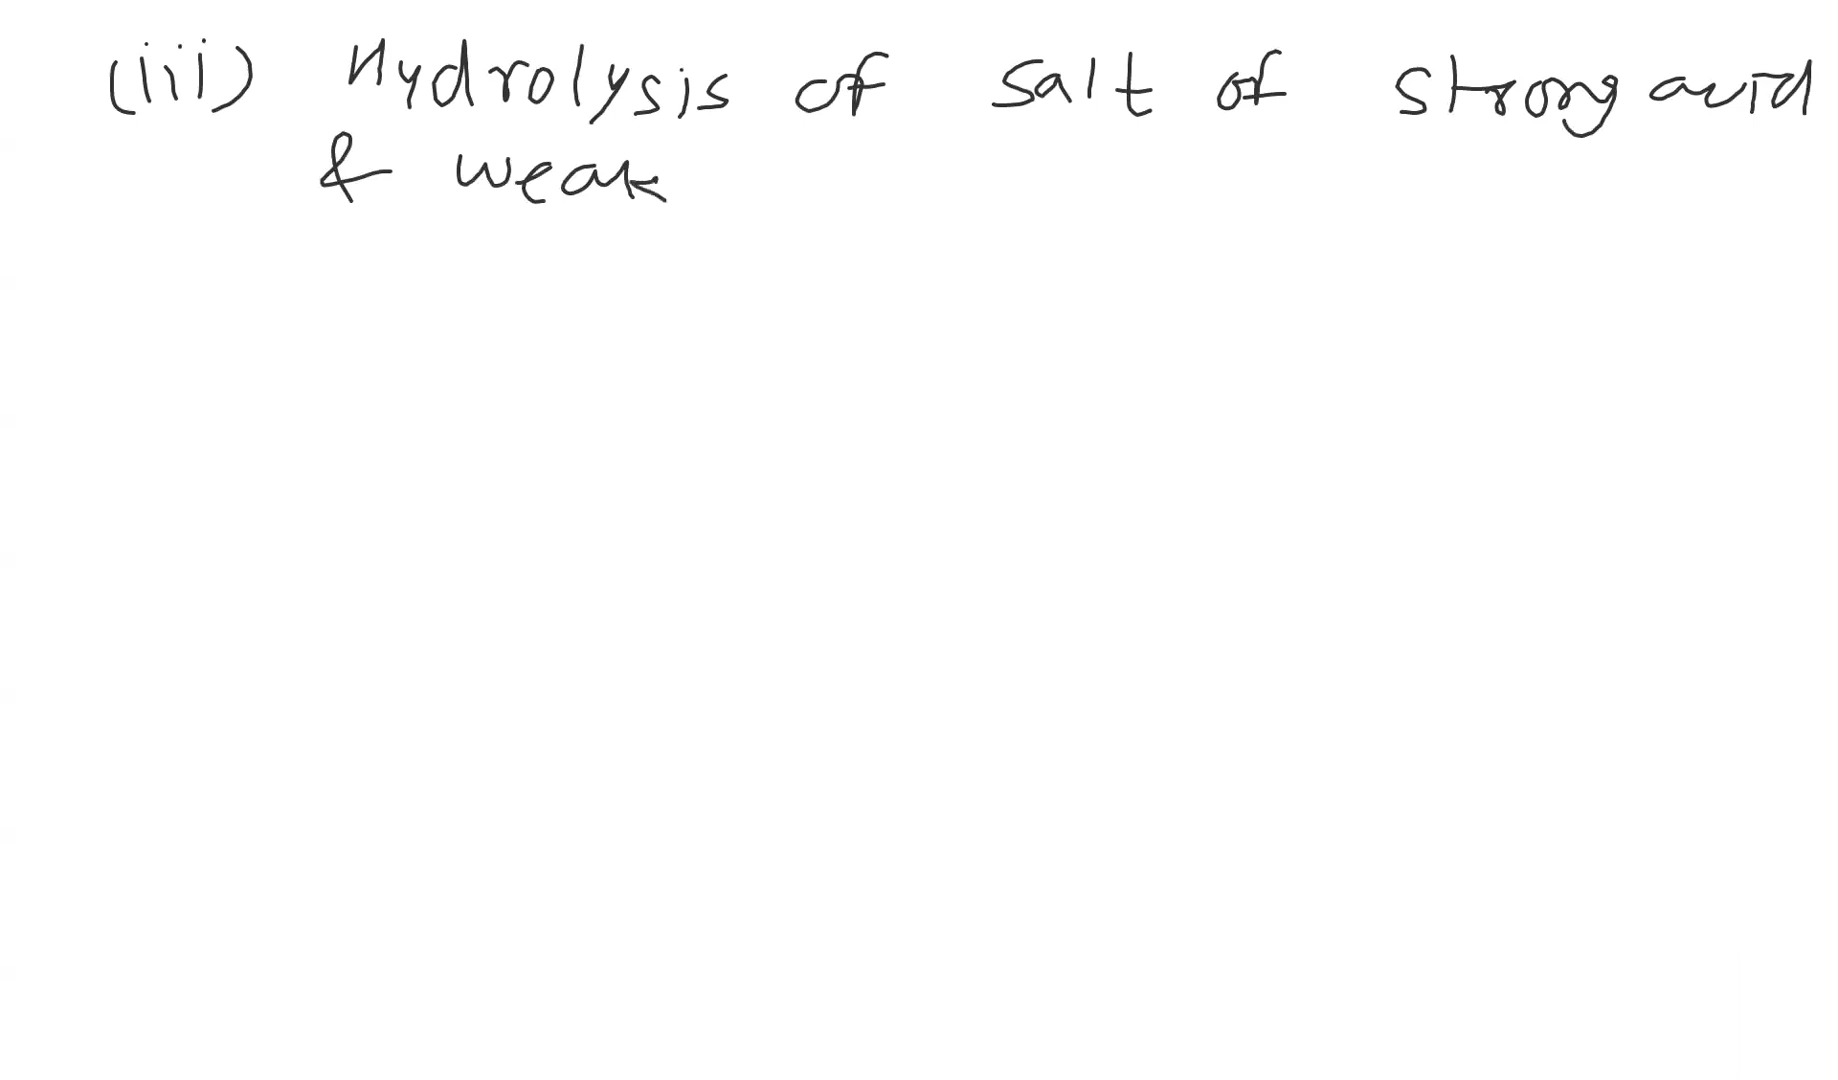 (iii) Hydrolysis of salt of strong acid
& weak